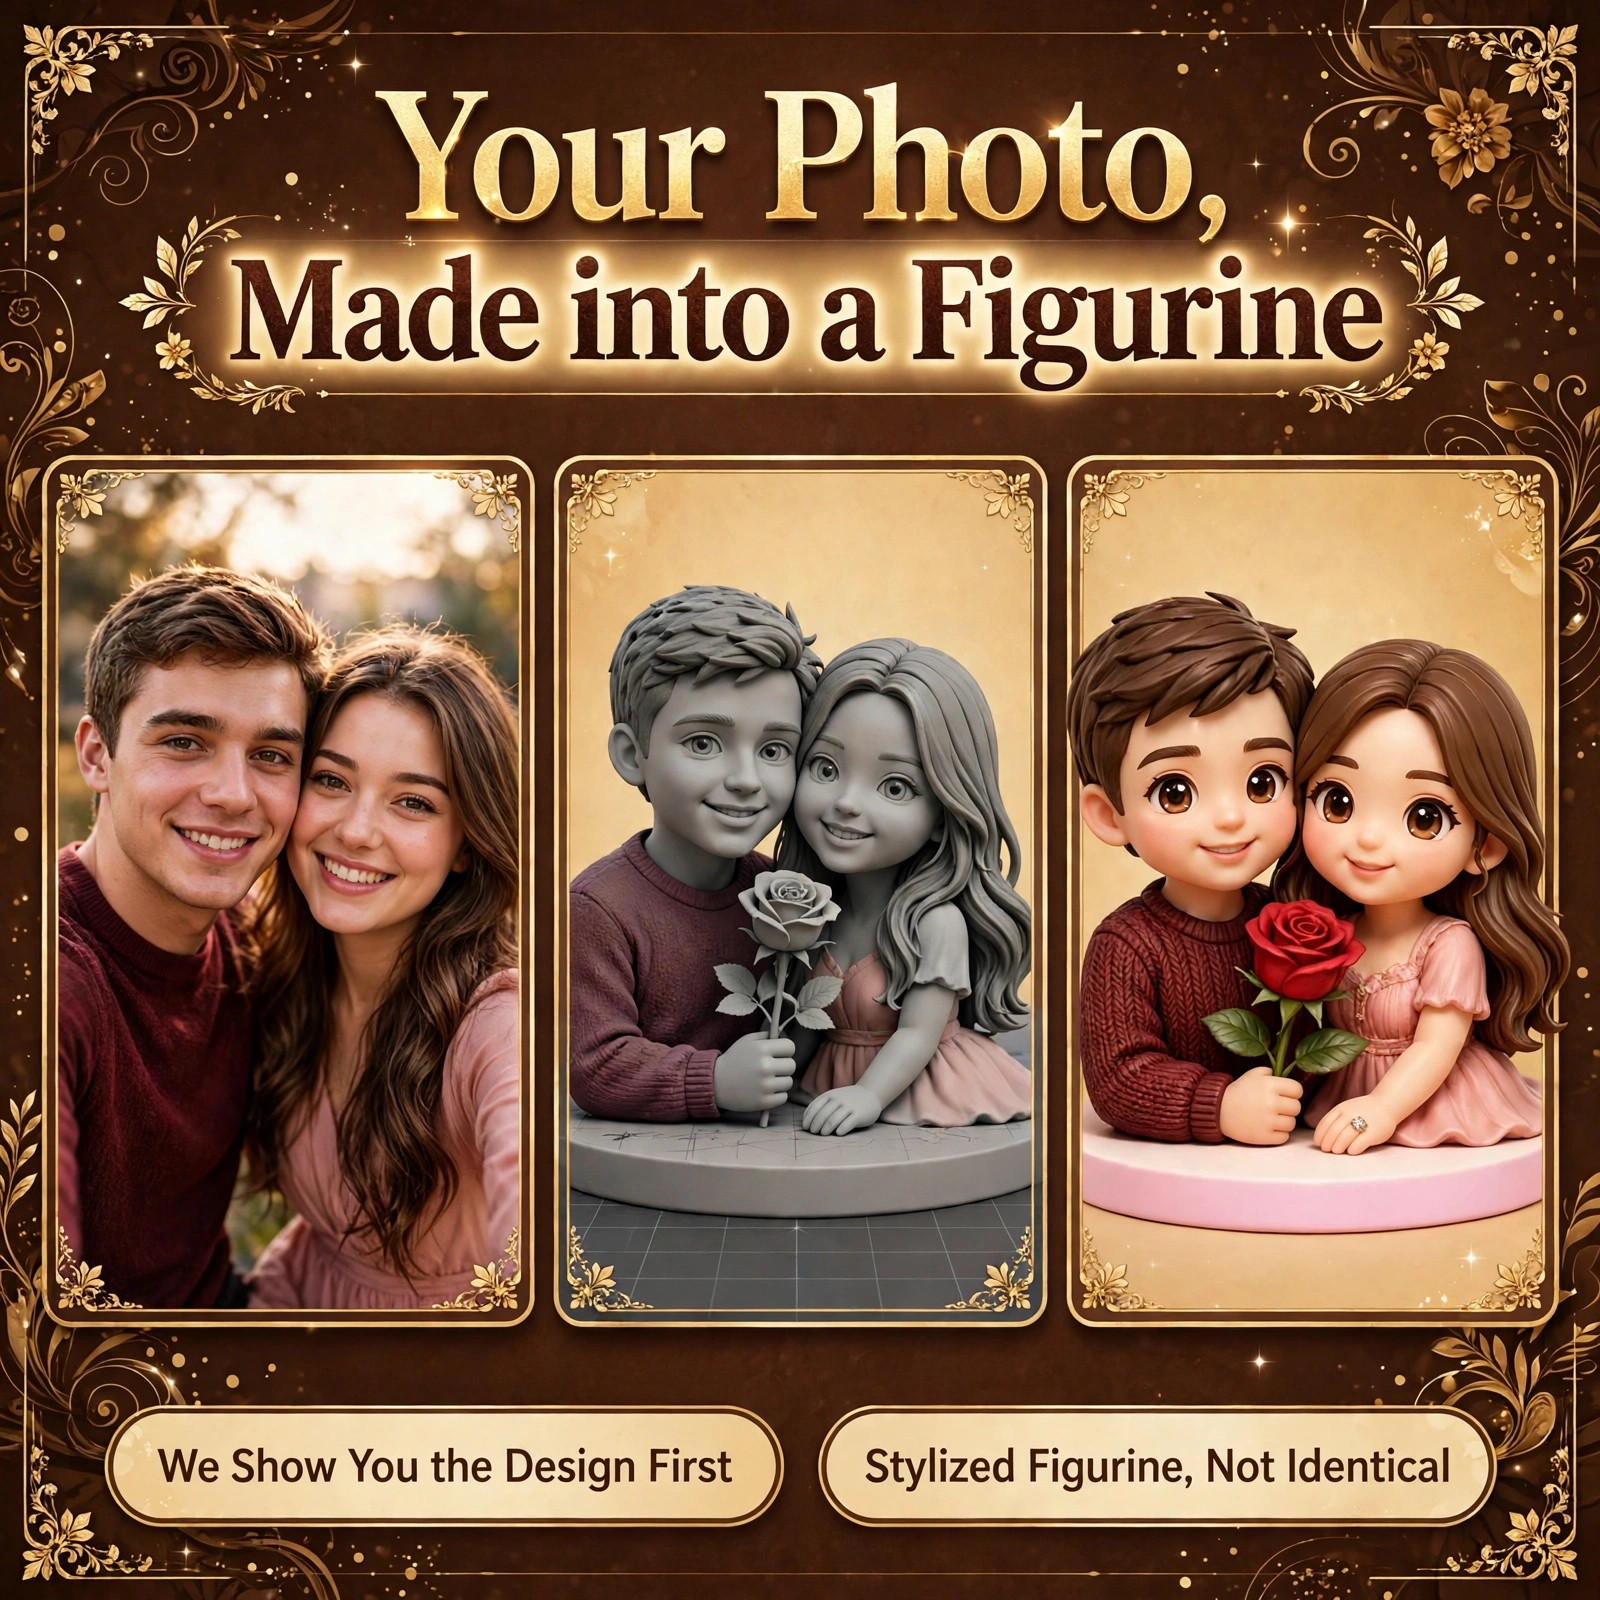 Your Photo,
Made into a Figurine
We Show You the Design First
Stylized Figurine, Not Identical